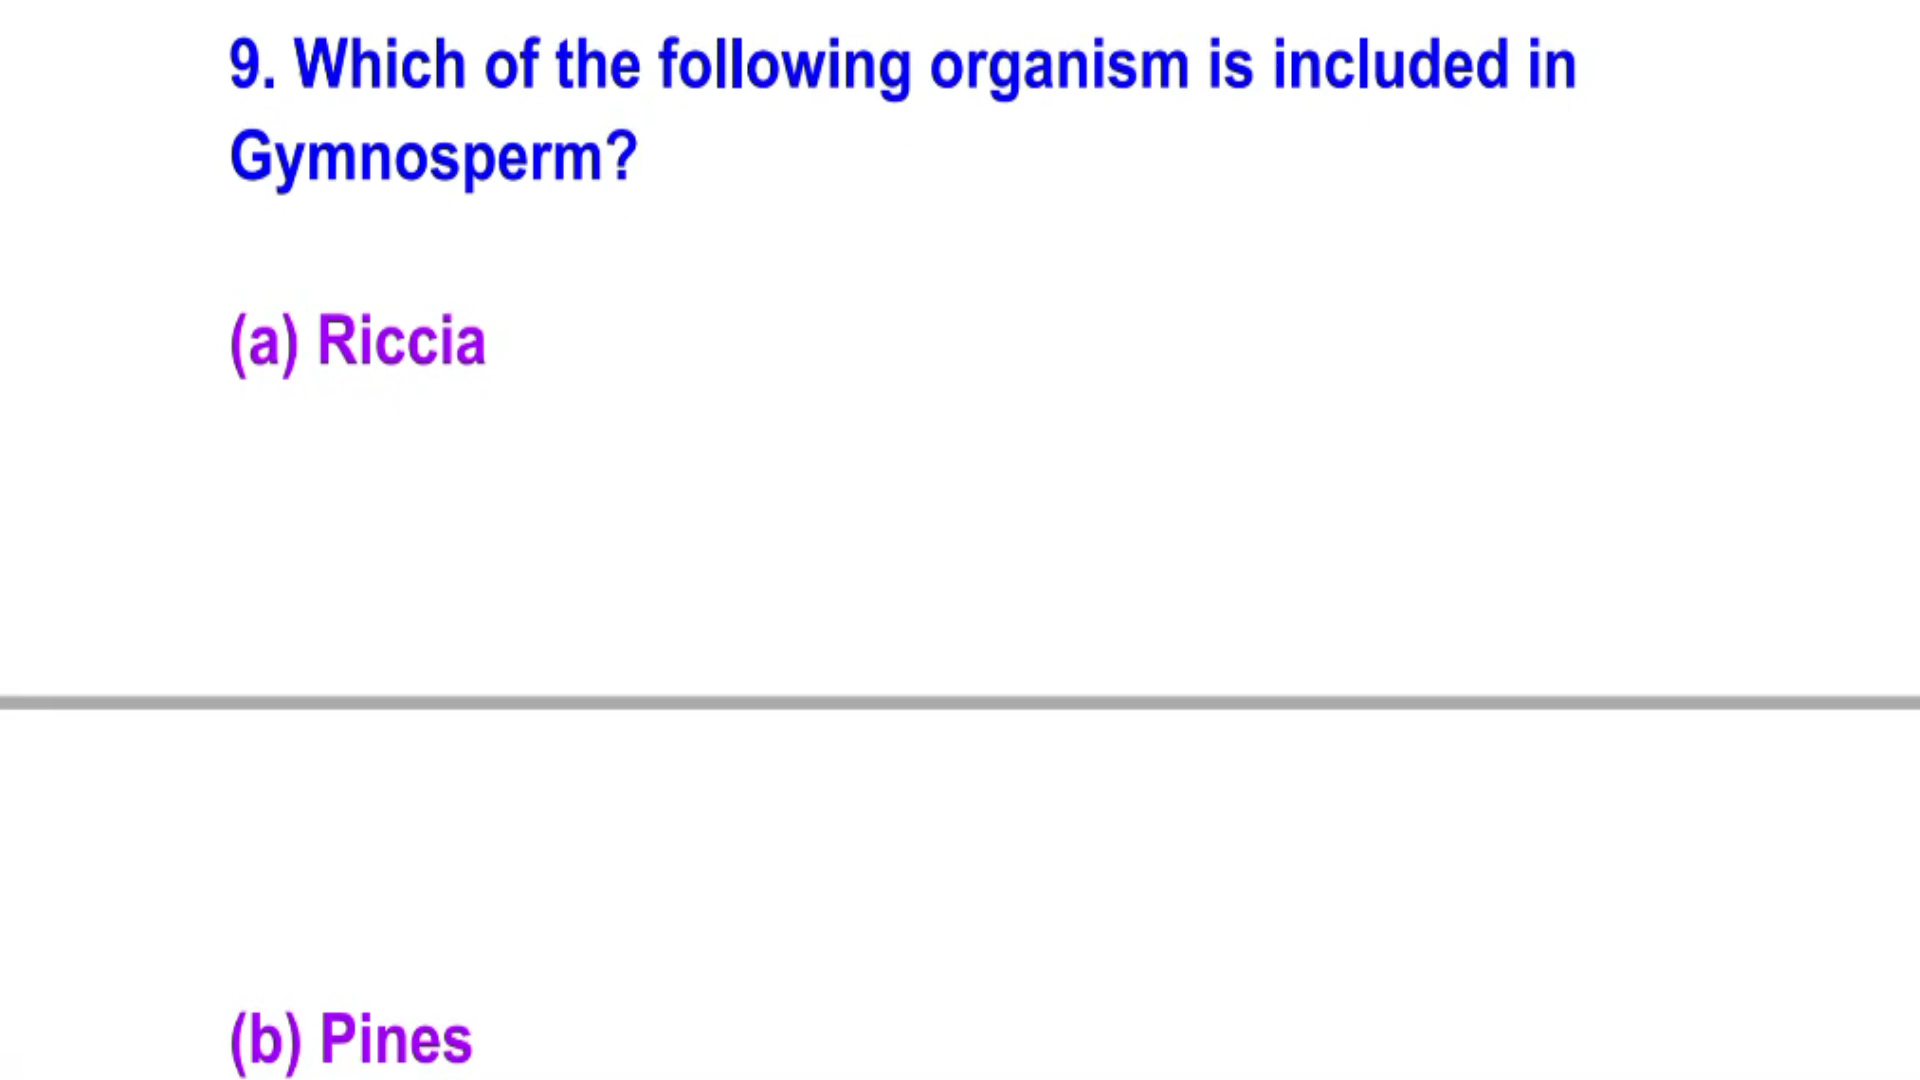 9. Which of the following organism is included in
Gymnosperm?
(a) Riccia
(b) Pines